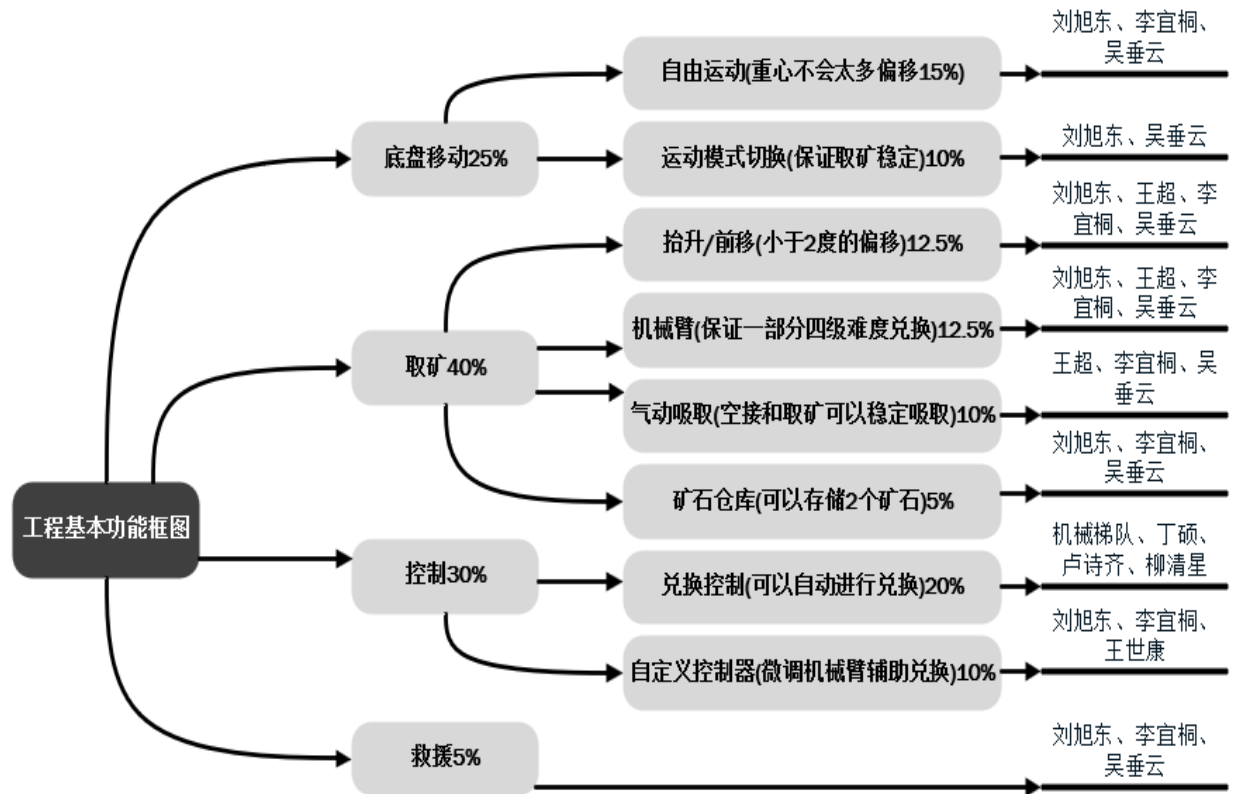 刘旭东、李宜桐、
吴垂云
自由运动(重心不会太多偏移15%)
底盘移动25%
运动模式切换(保证取矿稳定)10%
刘旭东、吴垂云
刘旭东、王超、李
宜桐、吴垂云
抬升/前移(小于2度的偏移)12.5%
刘旭东、王超、李
宜桐、吴垂云
机械臂(保证一部分四级难度兑换)12.5%
取矿40%
王超、李宜桐、吴
垂云
气动吸取(空接和取矿可以稳定吸取)10%
刘旭东、李宜桐、
吴垂云
矿石仓库(可以存储2个矿石)5%
工程基本功能框图
机械梯队、丁硕、
卢诗齐、柳清星
控制30%
兑换控制(可以自动进行兑换)20%
刘旭东、李宜桐、
王世康
自定义控制器(微调机械臂辅助兑换)10%
刘旭东、李宜桐、
吴垂云
救援5%